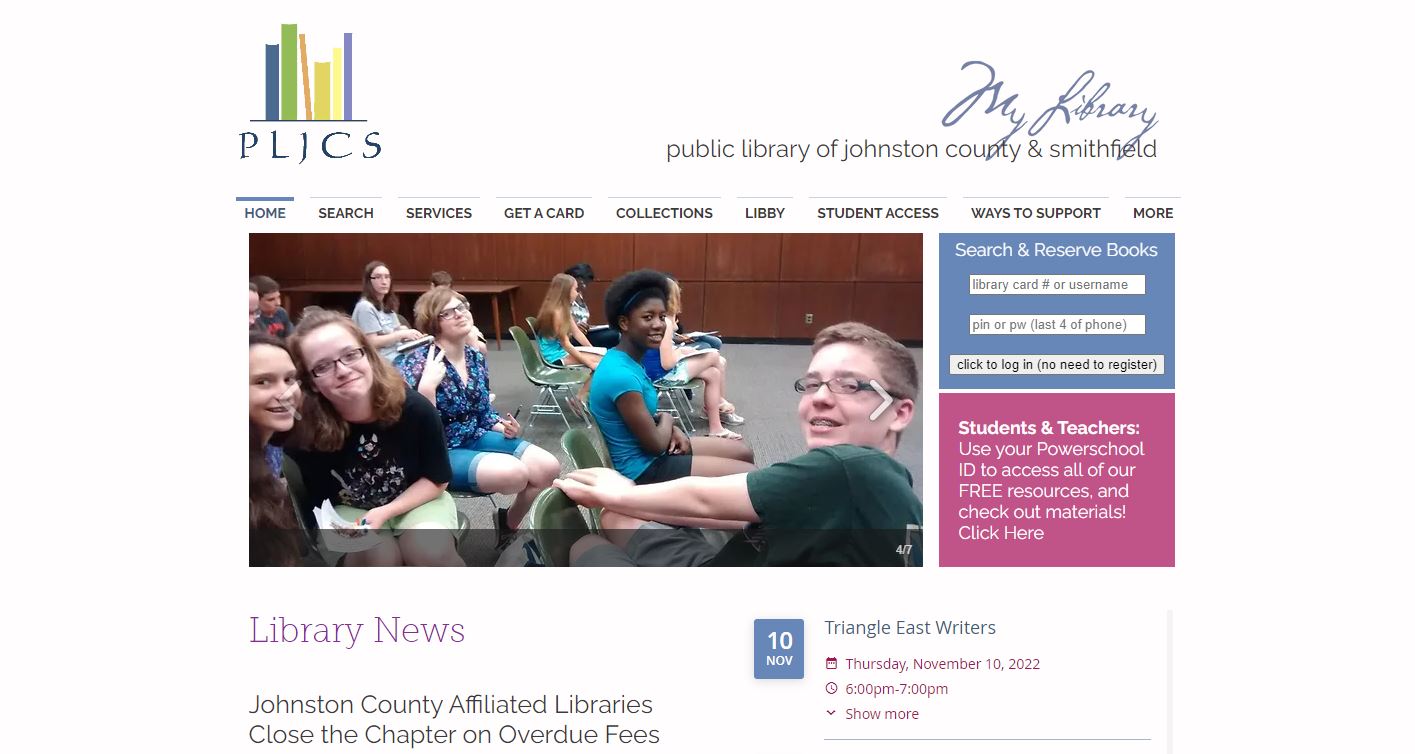 PLJCS
My Library
public library of johnston county & smithfield
HOME SEARCH SERVICES GET A CARD COLLECTIONS LIBBY STUDENT ACCESS WAYS TO SUPPORT MORE
Search & Reserve Books
library card # or username
pin or pw (last 4 of phone)
click to log in (no need to register)
Students & Teachers:
Use your Powerschool
ID to access all of our
FREE resources, and
check out materials!
Click Here
4/7
Library News
Johnston County Affiliated Libraries
Close the Chapter on Overdue Fees
10
NOV
Triangle East Writers
Thursday, November 10, 2022
6:00pm-7:00pm
Show more